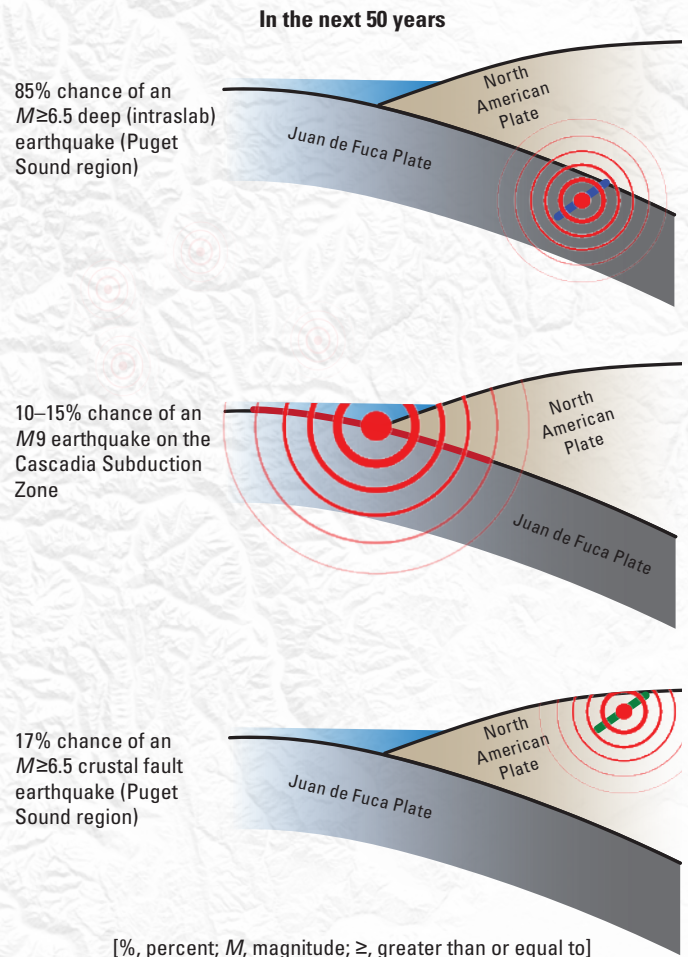 In the next 50 years
85% chance of an
M≥6.5 deep (intraslab)
earthquake (Puget
Sound region)
North
American
Plate
Juan de Fuca Plate
10–15% chance of an
M9 earthquake on the
Cascadia Subduction
Zone
North
American
Plate
Juan de Fuca Plate
17% chance of an
M≥6.5 crustal fault
earthquake (Puget
Sound region)
North
American
Plate
Juan de Fuca Plate
[%, percent; M, magnitude; ≥, greater than or equal to]